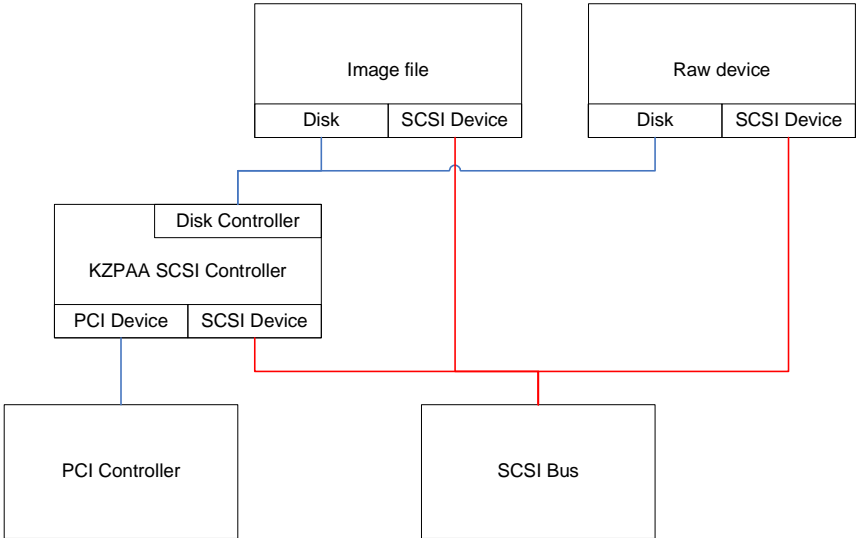 Image file
Raw device
Disk
SCSI Device
Disk
SCSI Device
Disk Controller
KZPAA SCSI Controller
PCI Device
SCSI Device
PCI Controller
SCSI Bus